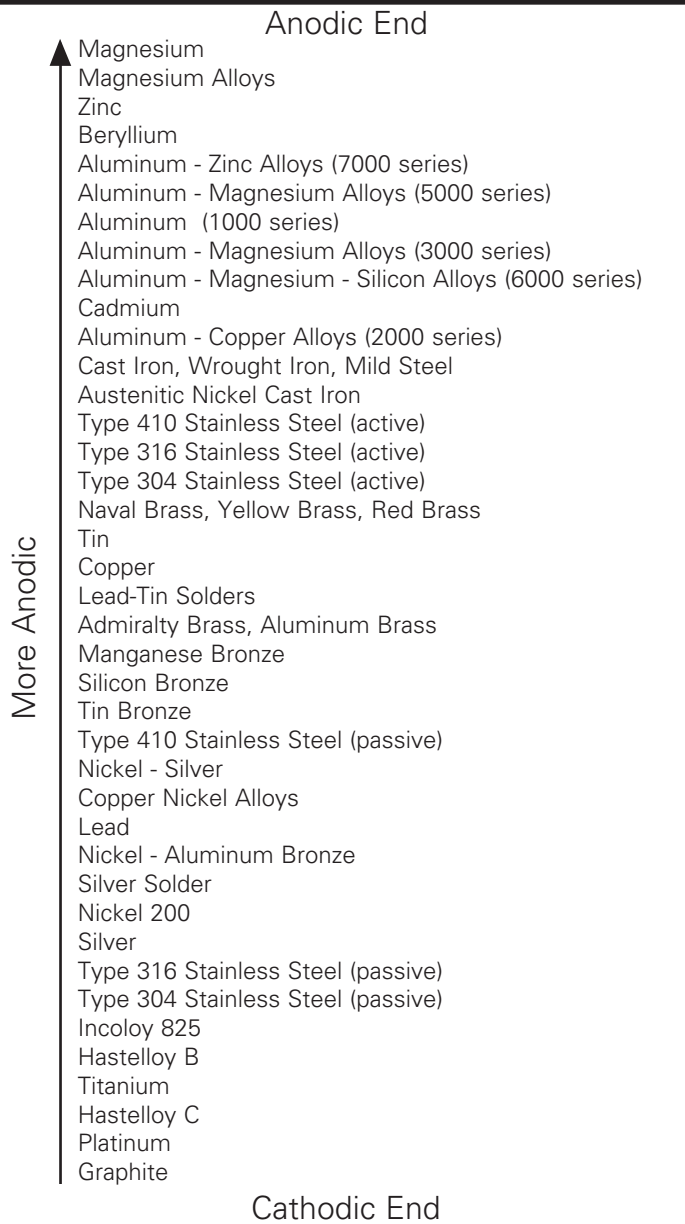 Anodic End
Magnesium
Magnesium Alloys
Zinc
Beryllium
Aluminum - Zinc Alloys (7000 series)
Aluminum - Magnesium Alloys (5000 series)
Aluminum (1000 series)
Aluminum - Magnesium Alloys (3000 series)
Aluminum - Magnesium - Silicon Alloys (6000 series)
Cadmium
Aluminum - Copper Alloys (2000 series)
Cast Iron, Wrought Iron, Mild Steel
Austenitic Nickel Cast Iron
Type 410 Stainless Steel (active)
Type 316 Stainless Steel (active)
Type 304 Stainless Steel (active)
Naval Brass, Yellow Brass, Red Brass
Tin
Copper
Lead-Tin Solders
Admiralty Brass, Aluminum Brass
Manganese Bronze
Silicon Bronze
Tin Bronze
Type 410 Stainless Steel (passive)
Nickel - Silver
Copper Nickel Alloys
Lead
Nickel - Aluminum Bronze
Silver Solder
Nickel 200
Silver
Type 316 Stainless Steel (passive)
Type 304 Stainless Steel (passive)
Incoloy 825
Hastelloy B
Titanium
Hastelloy C
Platinum
Graphite
More Anodic
Cathodic End